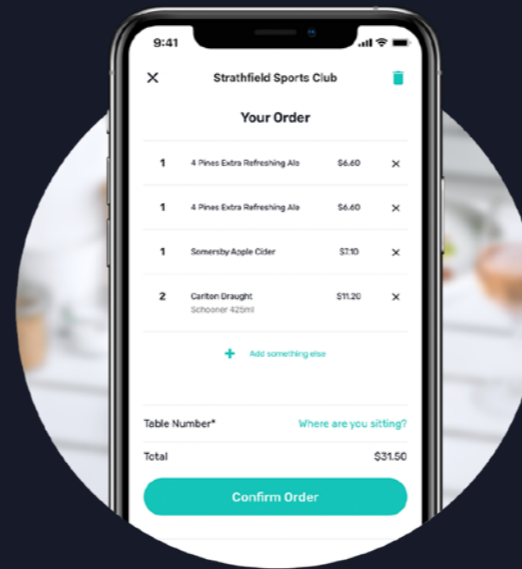 9:41
Strathfield Sports Club
Your Order
1 4 Pines Extra Refreshing Ale $6.60 ×
1 4 Pines Extra Refreshing Ale $6.60 ×
1 Somersby Apple Cider $7.10 ×
2 Carlton Draught $11.20 ×
Schooner 425ml
+ Add something else
Table Number* Where are you sitting?
Total $31.50
Confirm Order